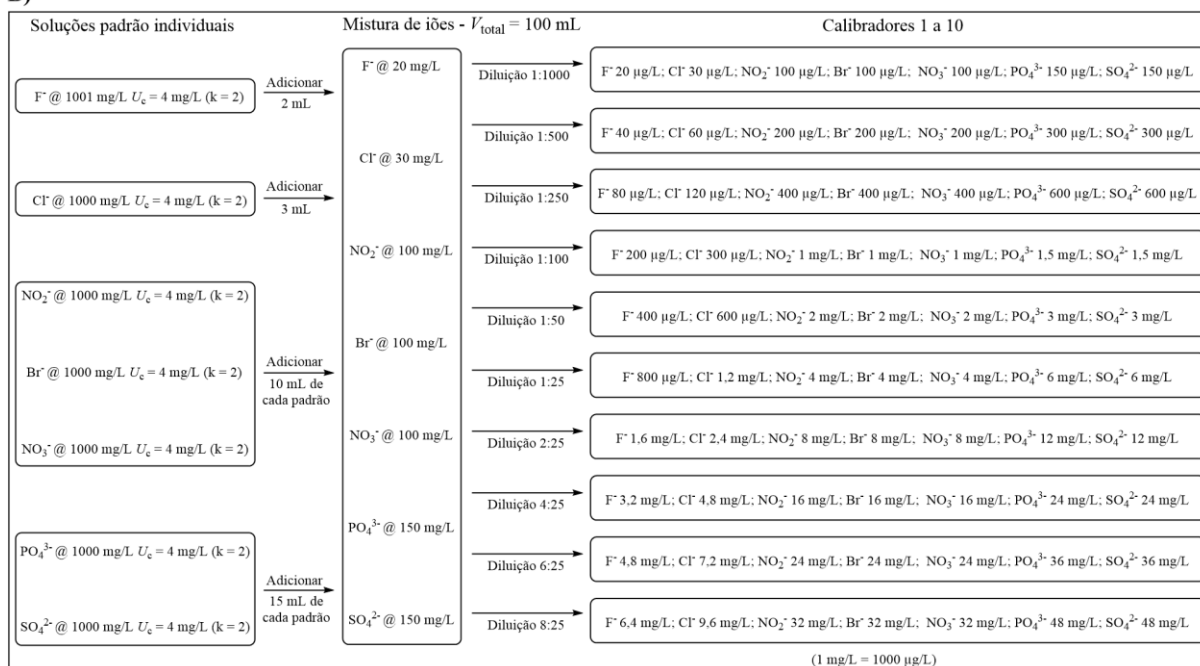 Soluções padrão individuais
Mistura de iões - V_total = 100 mL
Calibradores 1 a 10
F⁻ @ 1001 mg/L U_c = 4 mg/L (k = 2)
Adicionar
2 mL
Cl⁻ @ 1000 mg/L U_c = 4 mg/L (k = 2)
Adicionar
3 mL
NO₂⁻ @ 1000 mg/L U_c = 4 mg/L (k = 2)
Br⁻ @ 1000 mg/L U_c = 4 mg/L (k = 2)
NO₃⁻ @ 1000 mg/L U_c = 4 mg/L (k = 2)
Adicionar
10 mL de
cada padrão
PO₄³⁻ @ 1000 mg/L U_c = 4 mg/L (k = 2)
SO₄²⁻ @ 1000 mg/L U_c = 4 mg/L (k = 2)
Adicionar
15 mL de
cada padrão
F⁻ @ 20 mg/L
Cl⁻ @ 30 mg/L
NO₂⁻ @ 100 mg/L
Br⁻ @ 100 mg/L
NO₃⁻ @ 100 mg/L
PO₄³⁻ @ 150 mg/L
SO₄²⁻ @ 150 mg/L
Diluição 1:1000
F⁻ 20 µg/L; Cl⁻ 30 µg/L; NO₂⁻ 100 µg/L; Br⁻ 100 µg/L; NO₃⁻ 100 µg/L; PO₄³⁻ 150 µg/L; SO₄²⁻ 150 µg/L
Diluição 1:500
F⁻ 40 µg/L; Cl⁻ 60 µg/L; NO₂⁻ 200 µg/L; Br⁻ 200 µg/L; NO₃⁻ 200 µg/L; PO₄³⁻ 300 µg/L; SO₄²⁻ 300 µg/L
Diluição 1:250
F⁻ 80 µg/L; Cl⁻ 120 µg/L; NO₂⁻ 400 µg/L; Br⁻ 400 µg/L; NO₃⁻ 400 µg/L; PO₄³⁻ 600 µg/L; SO₄²⁻ 600 µg/L
Diluição 1:100
F⁻ 200 µg/L; Cl⁻ 300 µg/L; NO₂⁻ 1 mg/L; Br⁻ 1 mg/L; NO₃⁻ 1 mg/L; PO₄³⁻ 1,5 mg/L; SO₄²⁻ 1,5 mg/L
Diluição 1:50
F⁻ 400 µg/L; Cl⁻ 600 µg/L; NO₂⁻ 2 mg/L; Br⁻ 2 mg/L; NO₃⁻ 2 mg/L; PO₄³⁻ 3 mg/L; SO₄²⁻ 3 mg/L
Diluição 1:25
F⁻ 800 µg/L; Cl⁻ 1,2 mg/L; NO₂⁻ 4 mg/L; Br⁻ 4 mg/L; NO₃⁻ 4 mg/L; PO₄³⁻ 6 mg/L; SO₄²⁻ 6 mg/L
Diluição 2:25
F⁻ 1,6 mg/L; Cl⁻ 2,4 mg/L; NO₂⁻ 8 mg/L; Br⁻ 8 mg/L; NO₃⁻ 8 mg/L; PO₄³⁻ 12 mg/L; SO₄²⁻ 12 mg/L
Diluição 4:25
F⁻ 3,2 mg/L; Cl⁻ 4,8 mg/L; NO₂⁻ 16 mg/L; Br⁻ 16 mg/L; NO₃⁻ 16 mg/L; PO₄³⁻ 24 mg/L; SO₄²⁻ 24 mg/L
Diluição 6:25
F⁻ 4,8 mg/L; Cl⁻ 7,2 mg/L; NO₂⁻ 24 mg/L; Br⁻ 24 mg/L; NO₃⁻ 24 mg/L; PO₄³⁻ 36 mg/L; SO₄²⁻ 36 mg/L
Diluição 8:25
F⁻ 6,4 mg/L; Cl⁻ 9,6 mg/L; NO₂⁻ 32 mg/L; Br⁻ 32 mg/L; NO₃⁻ 32 mg/L; PO₄³⁻ 48 mg/L; SO₄²⁻ 48 mg/L
(1 mg/L = 1000 µg/L)